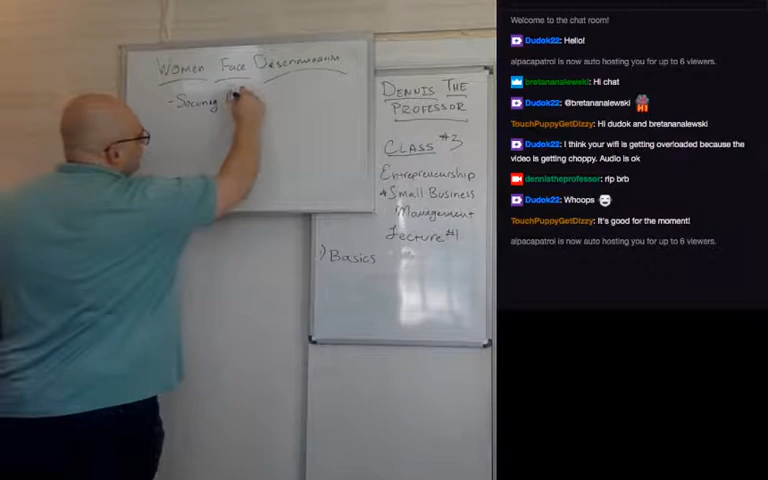 Women Face Descrimination
- Securing
DENNIS THE
PROFESSOR
CLASS #3
Entrepreneurship
* Small Business
Management
Lecture #1
1) Basics
Welcome to the chat room!
Dudok22: Hello!
alpacapatrol is now auto hosting you for up to 6 viewers.
bretananalewski: Hi chat
Dudok22: @bretananalewski HI
TouchPuppyGetDizzy: Hi dudok and bretananalewski
Dudok22: I think your wifi is getting overloaded because the
video is getting choppy. Audio is ok
dennistheprofessor: rip brb
Dudok22: Whoops
TouchPuppyGetDizzy: It's good for the moment!
alpacapatrol is now auto hosting you for up to 6 viewers.